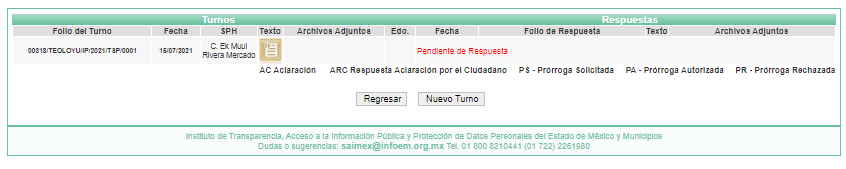 Turnos Respuestas
Folio del Turno Fecha SPH Texto Archivos Adjuntos Edo. Fecha Folio de Respuesta Texto Archivos Adjuntos
00318/TEOLOYU/IP/2021/TSP/0001 15/07/2021 C. Ek Muul Rivera Mercado Pendiente de Respuesta
AC Aclaración ARC Respuesta Aclaración por el Ciudadano PS - Prórroga Solicitada PA - Prórroga Autorizada PR - Prórroga Rechazada
Regresar Nuevo Turno
Instituto de Transparencia, Acceso a la Información Pública y Protección de Datos Personales del Estado de México y Municipios
Dudas o sugerencias: saimex@infoem.org.mx Tel. 01 800 8210441 (01 722) 2261980